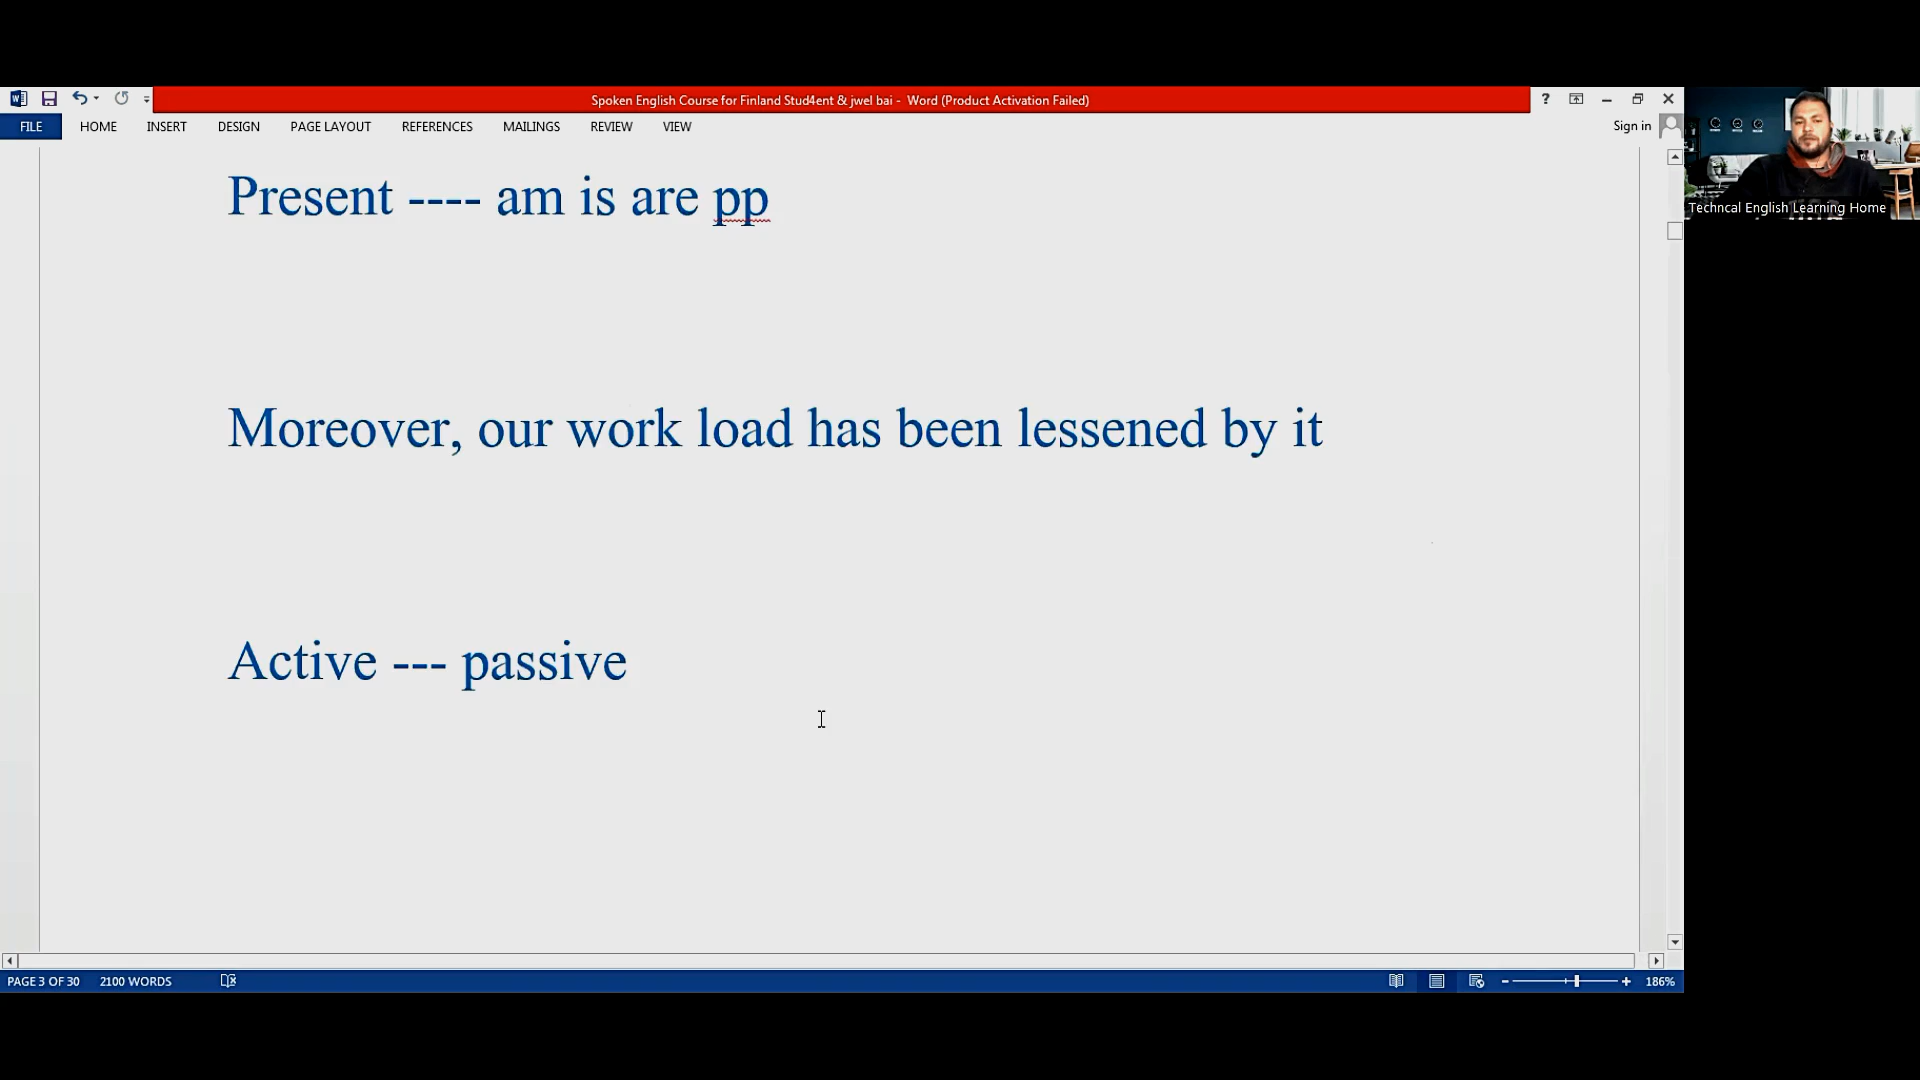 Spoken English Course for Finland Stud4ent & jwel bai - Word (Product Activation Failed)
?
FILE HOME INSERT DESIGN PAGE LAYOUT REFERENCES MAILINGS REVIEW VIEW
Sign in
Techncal English Learning Home
Present ---- am is are pp
Moreover, our work load has been lessened by it
Active --- passive
PAGE 3 OF 30 2100 WORDS
186%